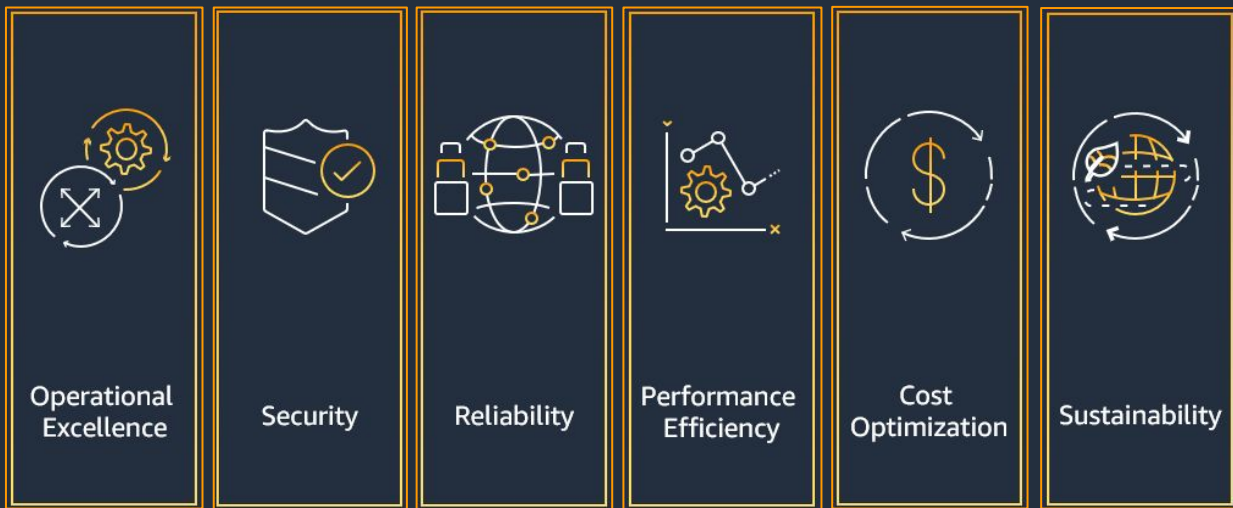 Operational
Excellence
Security
Reliability
Performance
Efficiency
Cost
Optimization
Sustainability